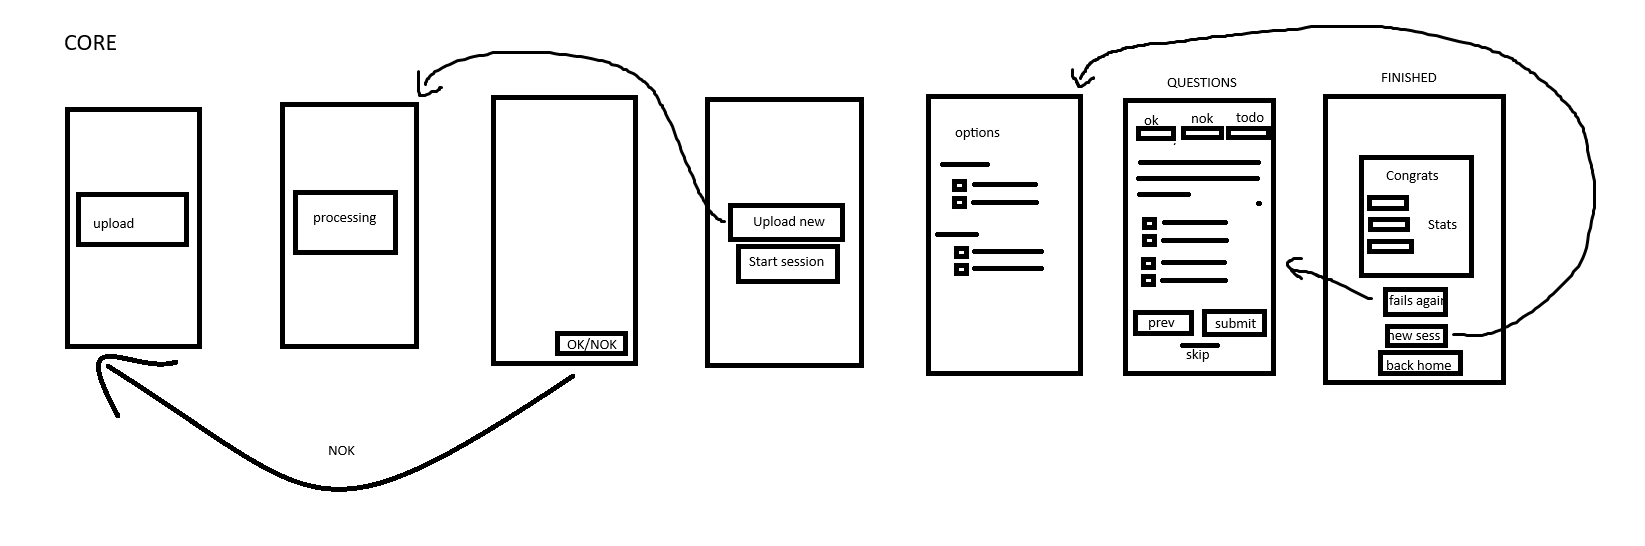 CORE
upload
processing
OK/NOK
NOK
Upload new
Start session
options
QUESTIONS
ok nok todo
prev submit
skip
FINISHED
Congrats
Stats
fails again
new sess
back home